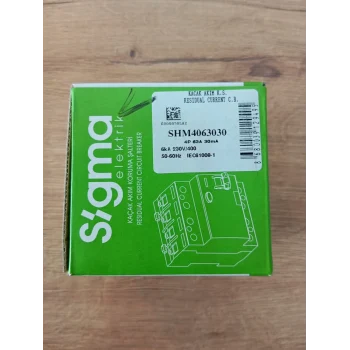 KAÇAK AKIM K.S.
RESIDUAL CURRENT C.B.
SHM4063030
4P 63A 30mA
6kA 230V/400
50-60Hz IEC61008-1
Sigma
elektrik
KAÇAK AKIM KORUMA ŞALTERİ
RESIDUAL CURRENT CIRCUIT BREAKER